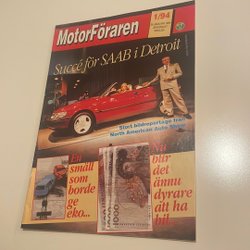 MotorFöraren
1/94
Succé för SAAB i Detroit
Stort bildreportage från
North American Auto Show
En
small
som
borde
ge
eko...
Nu
blir
det
ännu
dyrare
att ha
bil...